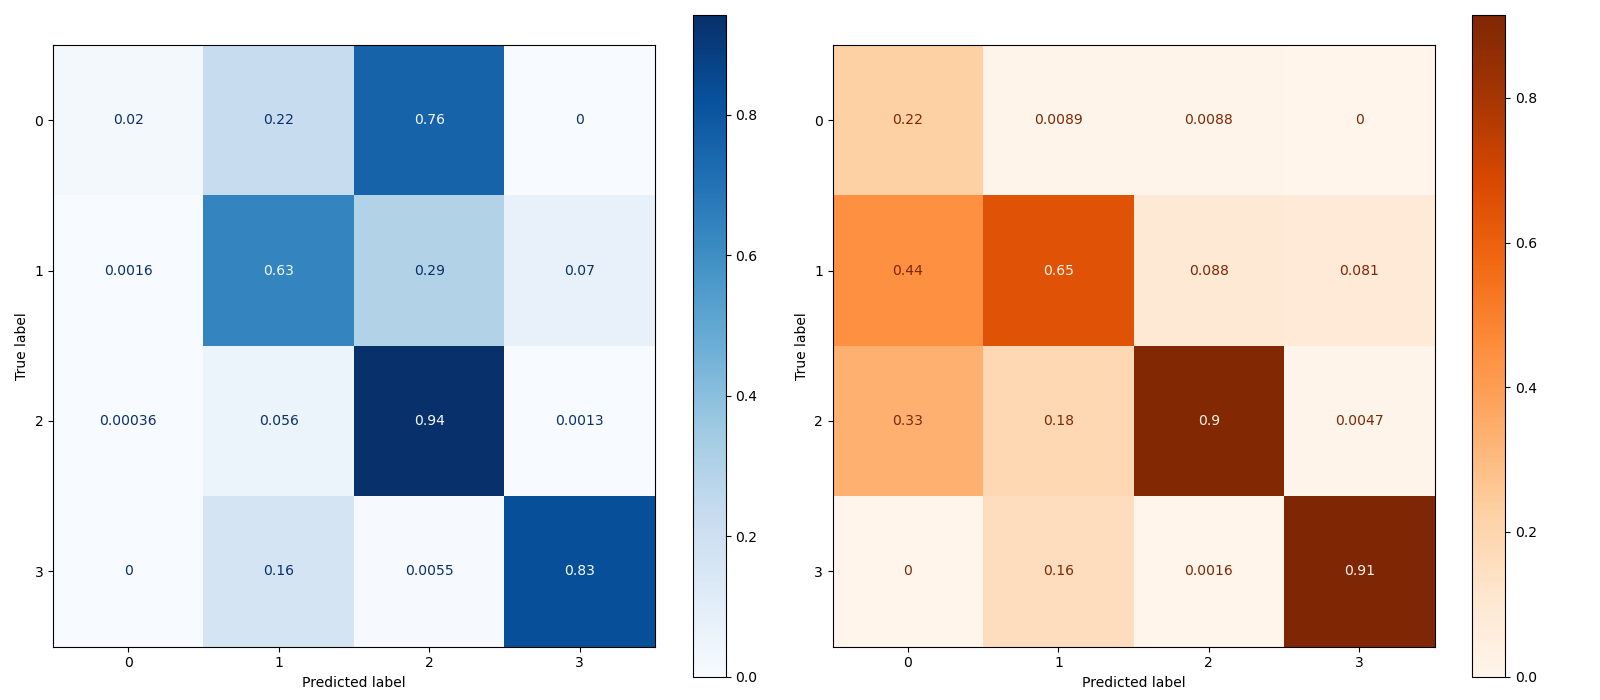 0 0.02 0.22 0.76 0
1 0.0016 0.63 0.29 0.07
2 0.00036 0.056 0.94 0.0013
3 0 0.16 0.0055 0.83
0 1 2 3
Predicted label
True label
0.8
0.6
0.4
0.2
0.0
0 0.22 0.0089 0.0088 0
1 0.44 0.65 0.088 0.081
2 0.33 0.18 0.9 0.0047
3 0 0.16 0.0016 0.91
0 1 2 3
Predicted label
True label
0.8
0.6
0.4
0.2
0.0